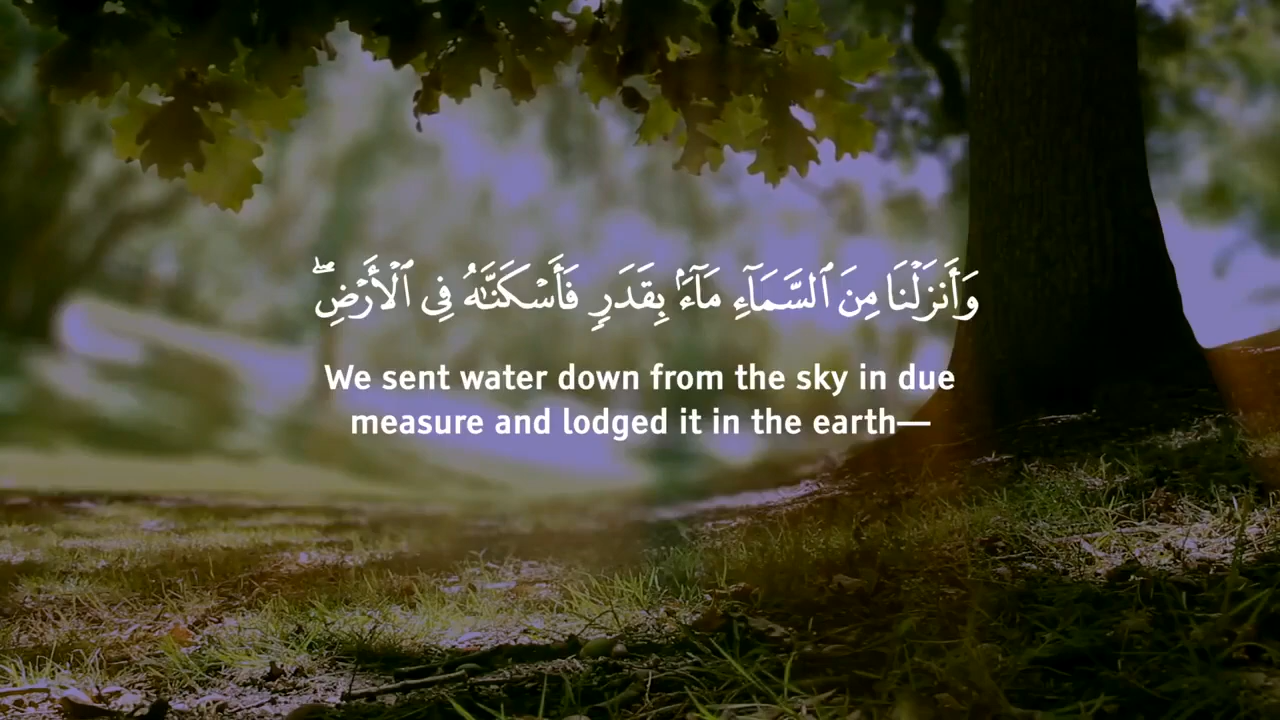 وَأَنزَلْنَا مِنَ ٱلسَّمَآءِ مَآءًۢ بِقَدَرٍ فَأَسْكَنَّـٰهُ فِى ٱلْأَرْضِ ۖ
We sent water down from the sky in due
measure and lodged it in the earth—